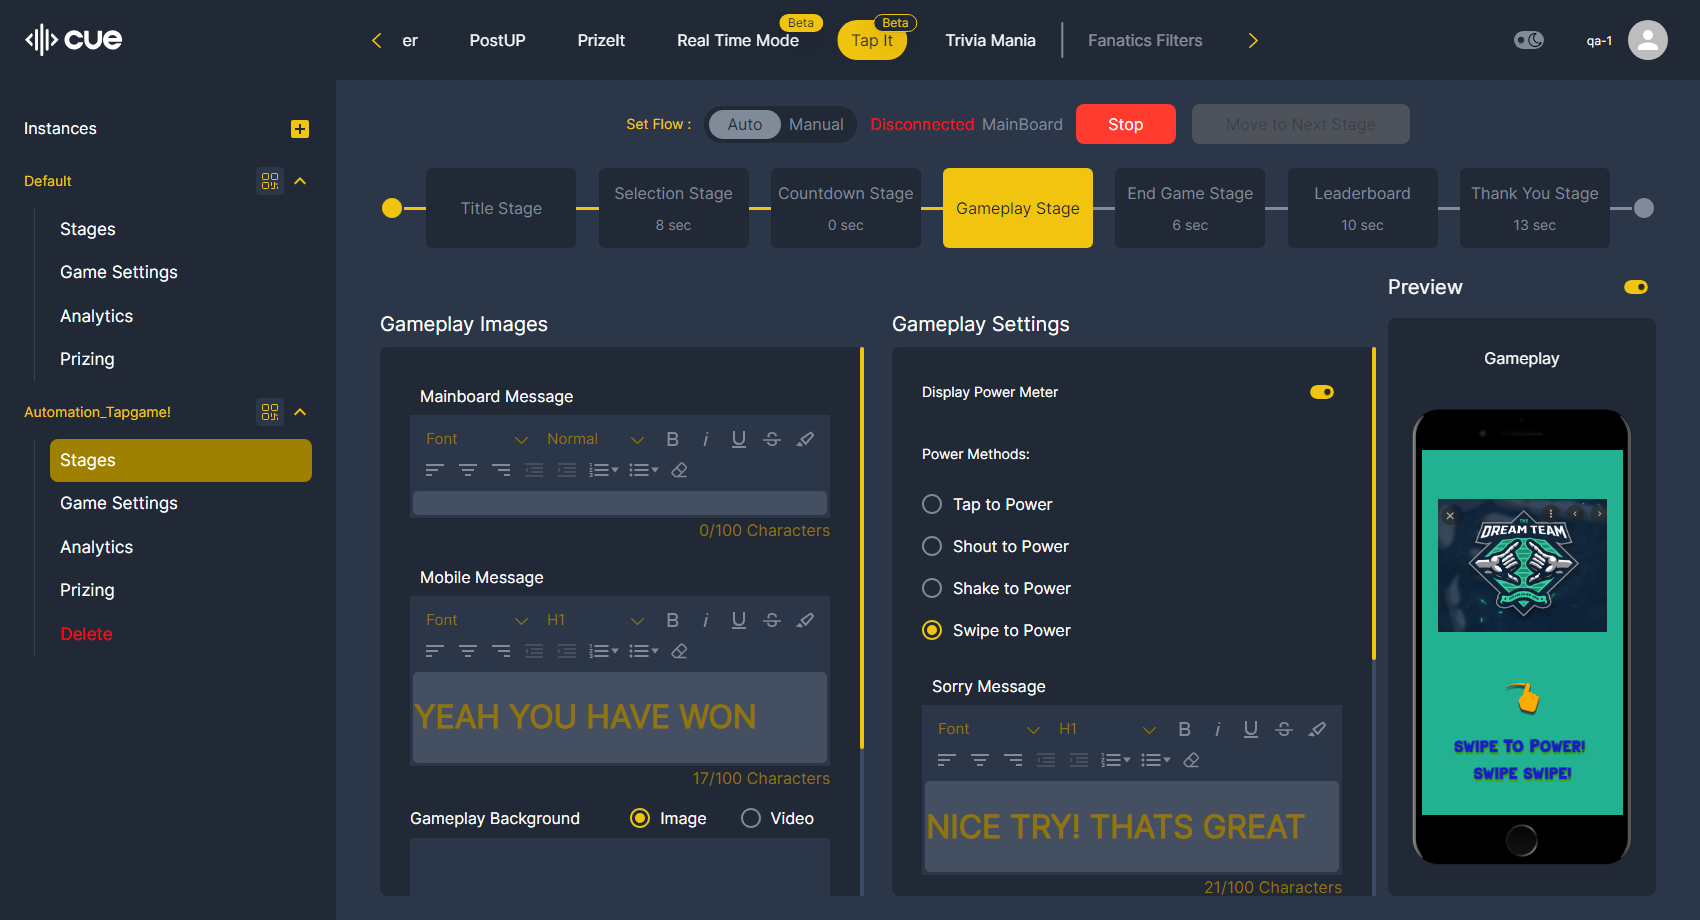 cue
er
PostUP
PrizeIt
Real Time Mode
Beta
Tap It
Beta
Trivia Mania
Fanatics Filters
qa-1
Instances
Default
Stages
Game Settings
Analytics
Prizing
Automation_Tapgame!
Stages
Game Settings
Analytics
Prizing
Delete
Set Flow :
Auto
Manual
Disconnected MainBoard
Stop
Move to Next Stage
Title Stage
Selection Stage
8 sec
Countdown Stage
0 sec
Gameplay Stage
End Game Stage
6 sec
Leaderboard
10 sec
Thank You Stage
13 sec
Gameplay Images
Mainboard Message
Font
Normal
B i U S
0/100 Characters
Mobile Message
Font
H1
B i U S
YEAH YOU HAVE WON
17/100 Characters
Gameplay Background
Image
Video
Gameplay Settings
Display Power Meter
Power Methods:
Tap to Power
Shout to Power
Shake to Power
Swipe to Power
Sorry Message
Font
H1
B i U S
NICE TRY! THATS GREAT
21/100 Characters
Preview
Gameplay
THE
DREAM TEAM
SWIPE TO POWER!
SWIPE SWIPE!